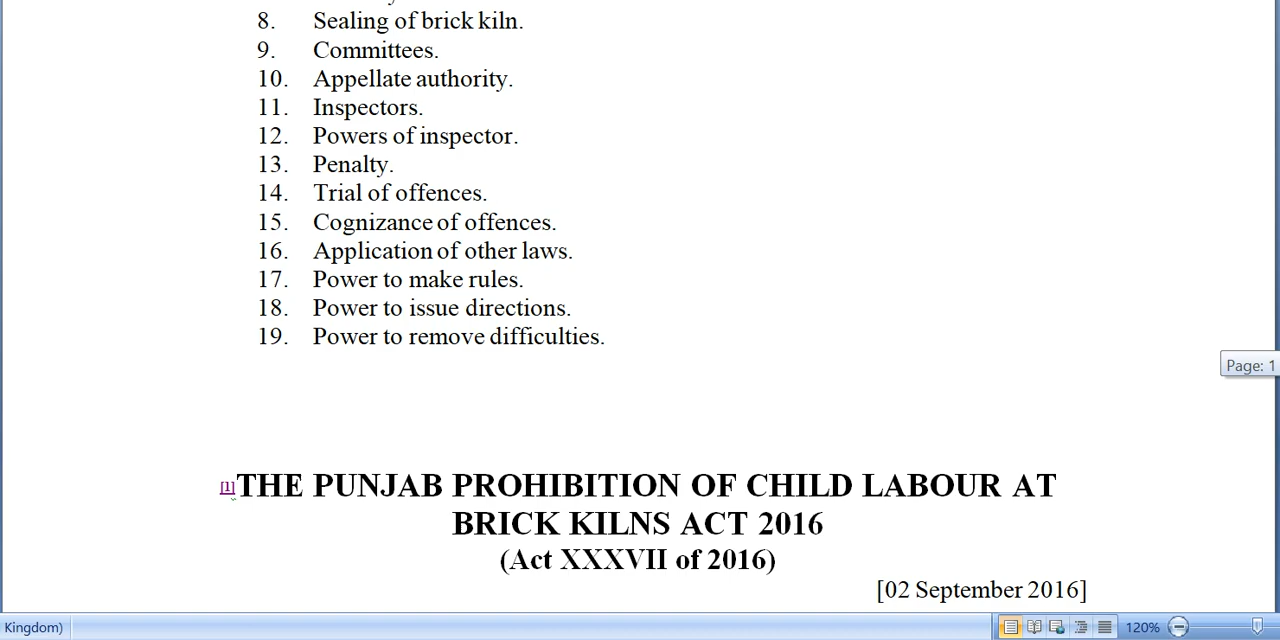 8. Sealing of brick kiln.
9. Committees.
10. Appellate authority.
11. Inspectors.
12. Powers of inspector.
13. Penalty.
14. Trial of offences.
15. Cognizance of offences.
16. Application of other laws.
17. Power to make rules.
18. Power to issue directions.
19. Power to remove difficulties.
Page: 1
[1]THE PUNJAB PROHIBITION OF CHILD LABOUR AT
BRICK KILNS ACT 2016
(Act XXXVII of 2016)
[02 September 2016]
Kingdom) 120%